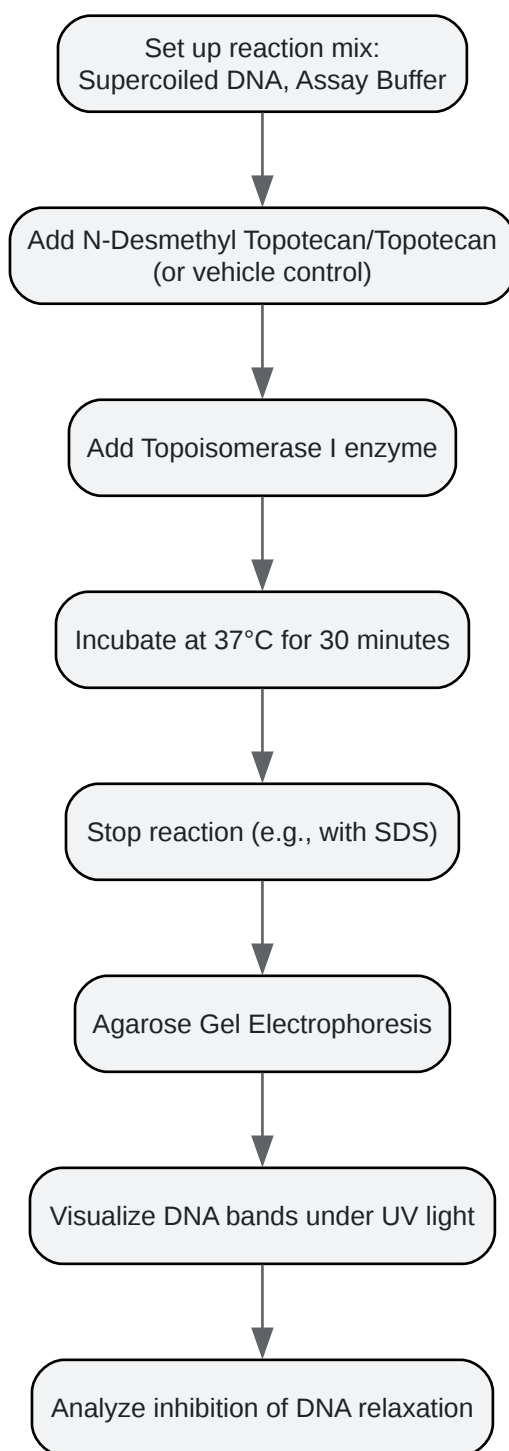 Set up reaction mix:
Supercoiled DNA, Assay Buffer
Add N-Desmethyl Topotecan/Topotecan
(or vehicle control)
Add Topoisomerase I enzyme
Incubate at 37°C for 30 minutes
Stop reaction (e.g., with SDS)
Agarose Gel Electrophoresis
Visualize DNA bands under UV light
Analyze inhibition of DNA relaxation